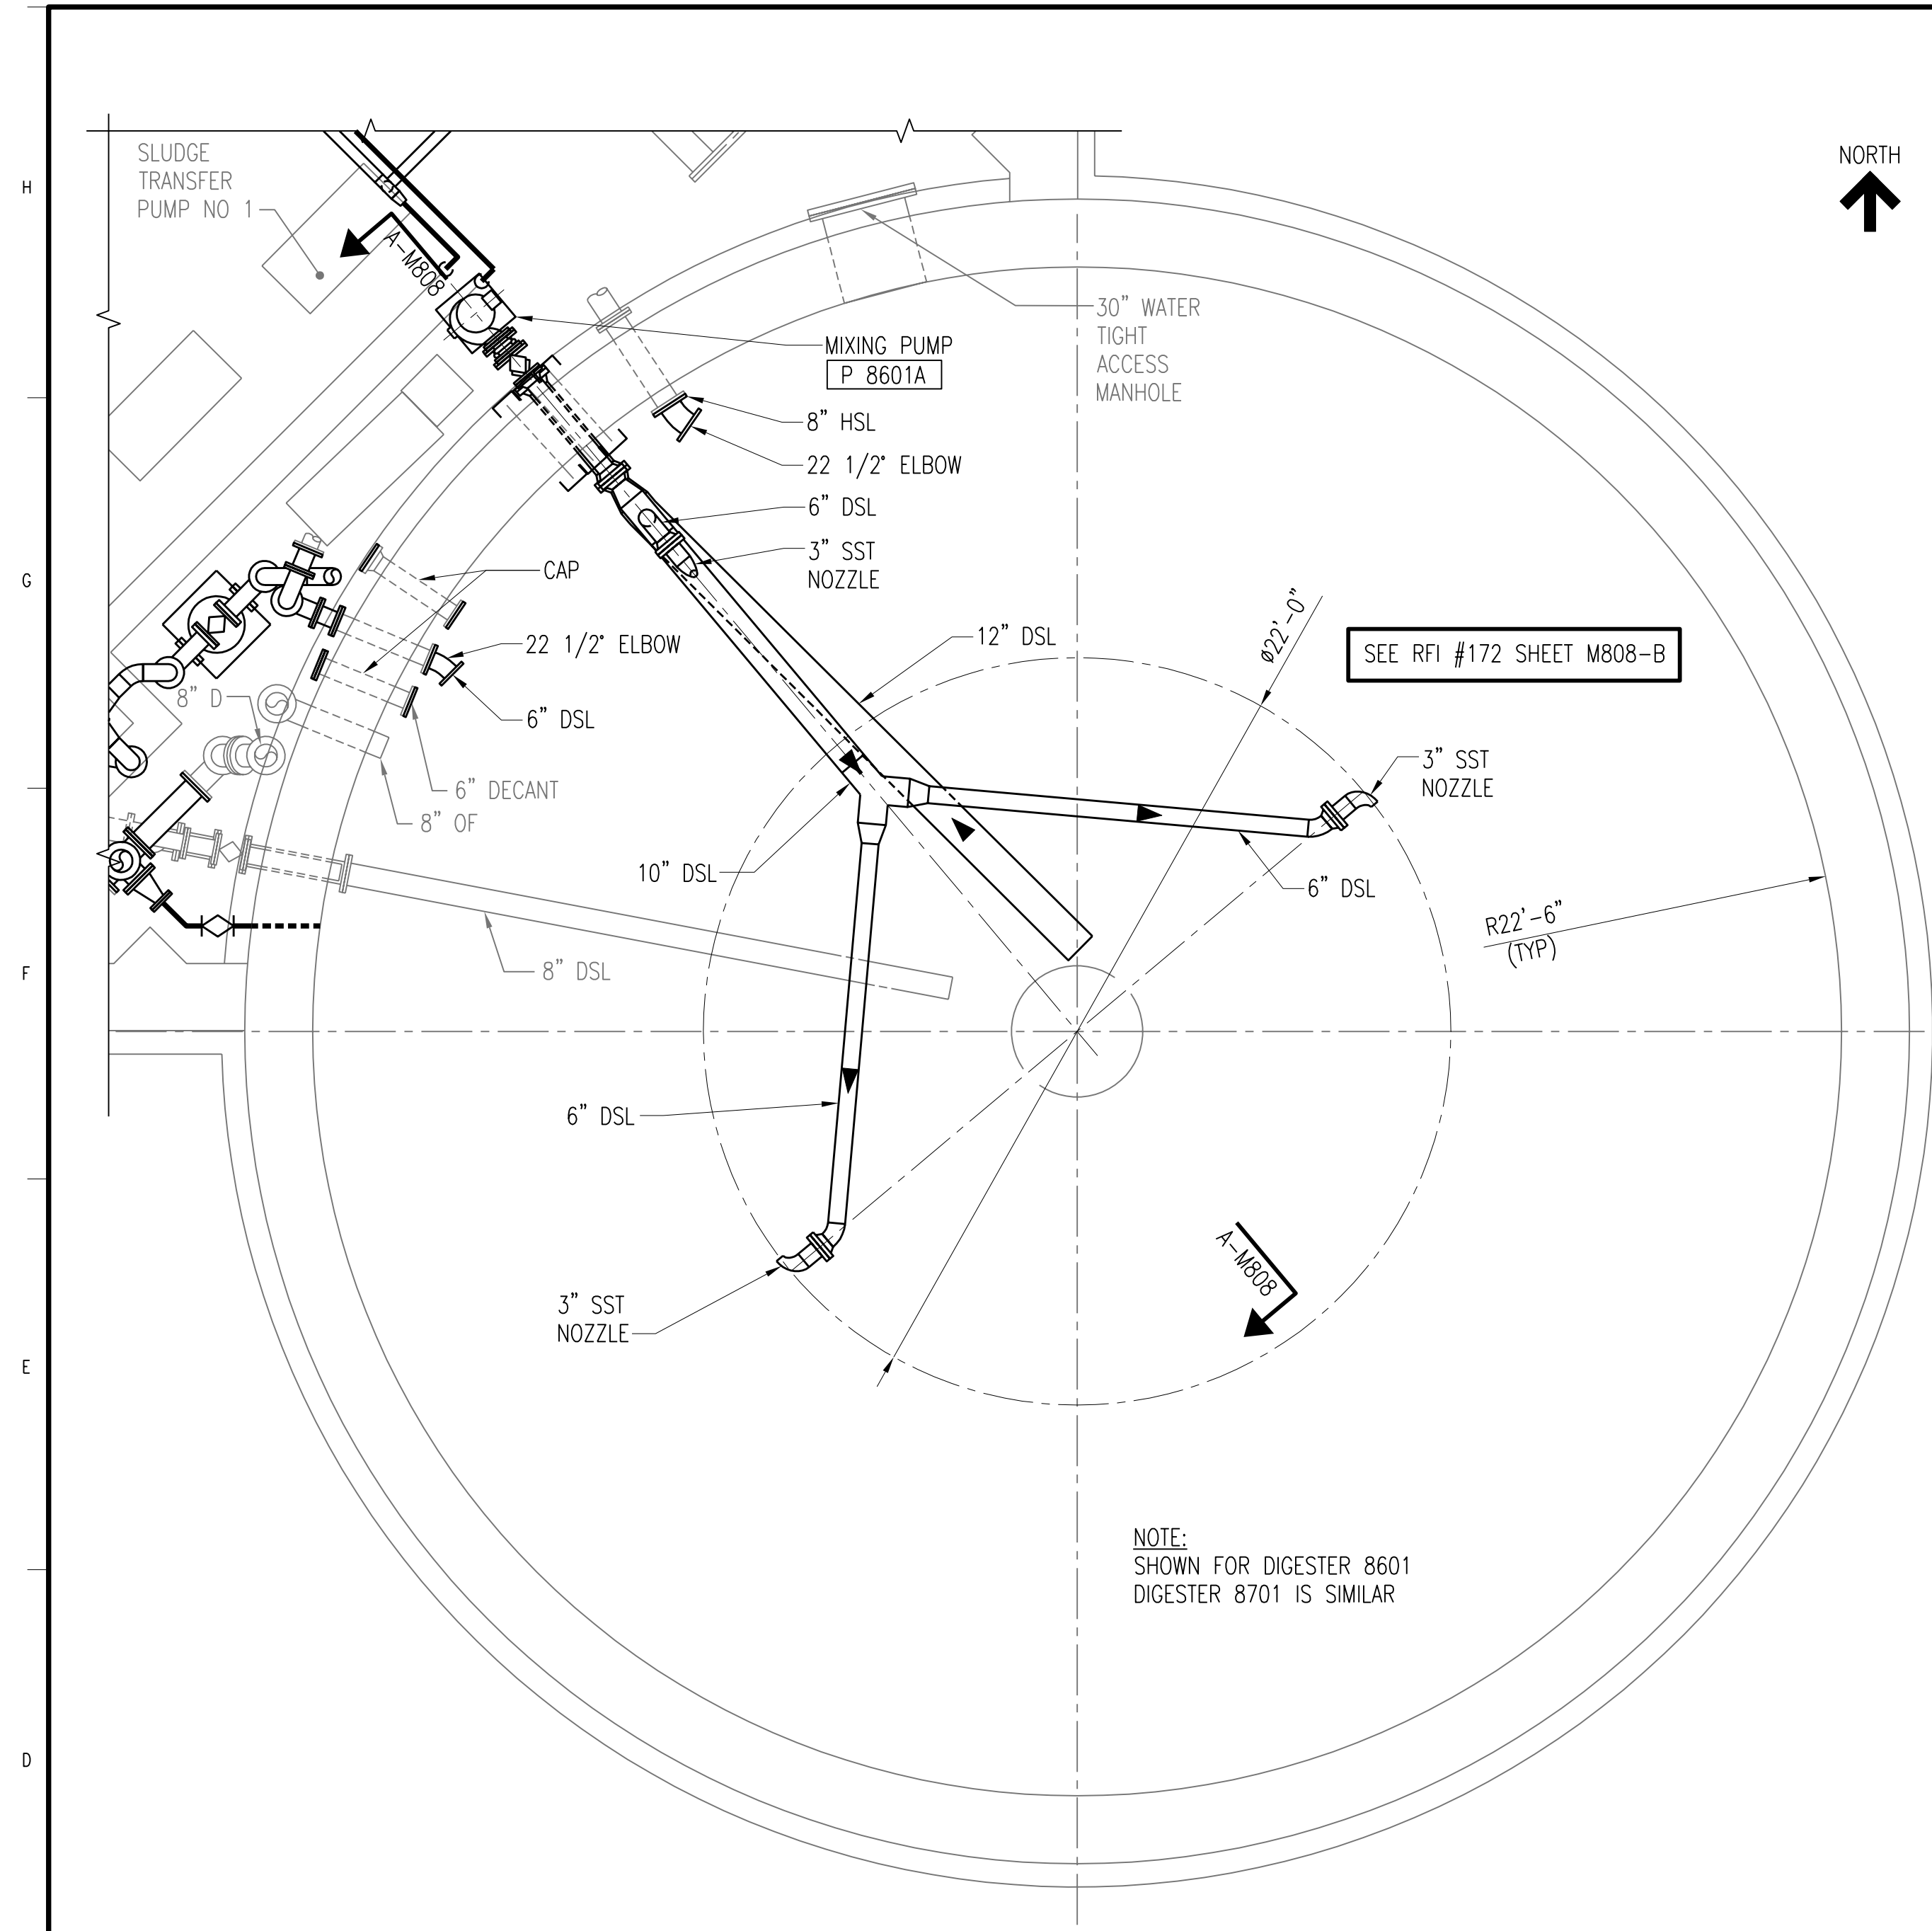 H
G
F
E
D
SLUDGE
TRANSFER
PUMP NO 1
A-M808
NORTH
30" WATER
TIGHT
ACCESS
MANHOLE
MIXING PUMP
P 8601A
8" HSL
22 1/2° ELBOW
6" DSL
3" SST
NOZZLE
CAP
22 1/2° ELBOW
6" DSL
12" DSL
ø22'-0"
SEE RFI #172 SHEET M808-B
8" D
6" DECANT
8" OF
3" SST
NOZZLE
10" DSL
6" DSL
R22'-6"
(TYP)
8" DSL
6" DSL
A-M808
3" SST
NOZZLE
NOTE:
SHOWN FOR DIGESTER 8601
DIGESTER 8701 IS SIMILAR